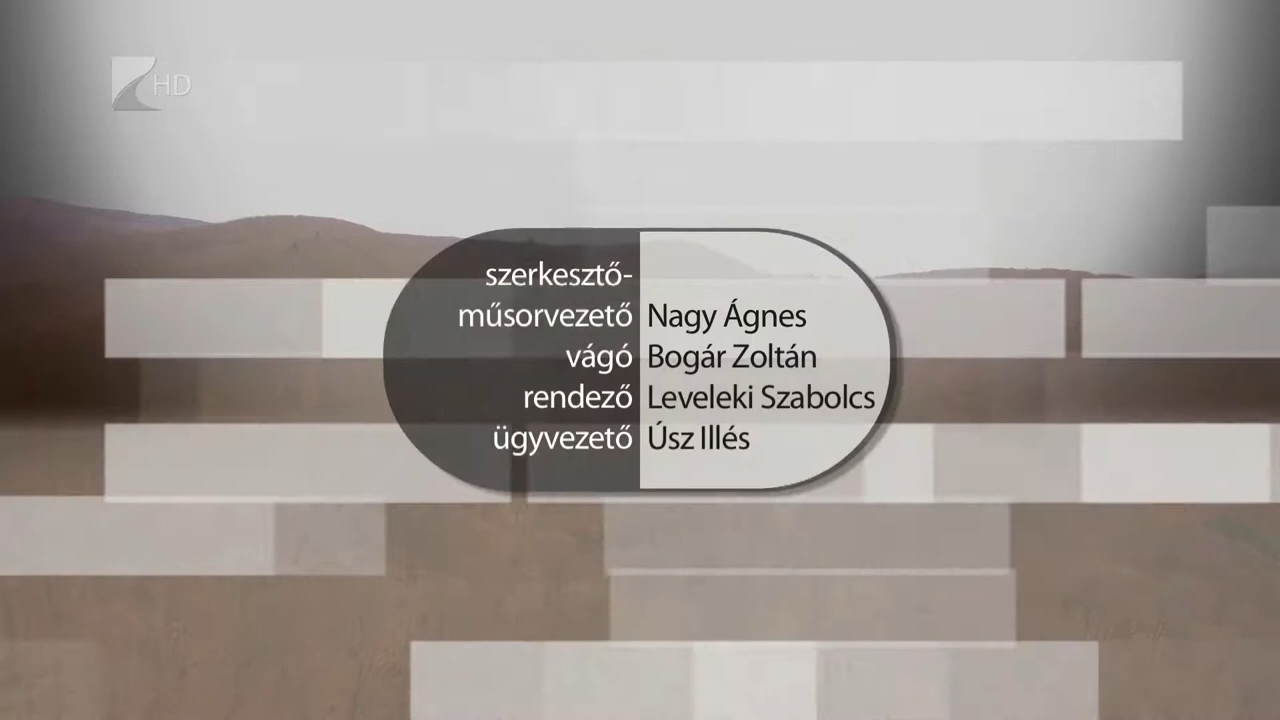 HD
szerkesztő-
műsorvezető Nagy Ágnes
vágó Bogár Zoltán
rendező Leveleki Szabolcs
ügyvezető Úsz Illés